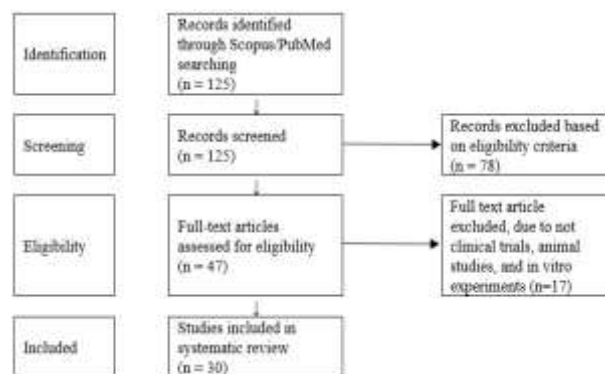 Identification
Records identified
through Scopus/PubMed
searching
(n = 125)
Screening
Records screened
(n = 125)
Records excluded based
on eligibility criteria
(n = 78)
Eligibility
Full-text articles
assessed for eligibility
(n = 47)
Full text article
excluded, due to not
clinical trials, animal
studies, and in vitro
experiments (n=17)
Included
Studies included in
systematic review
(n = 30)